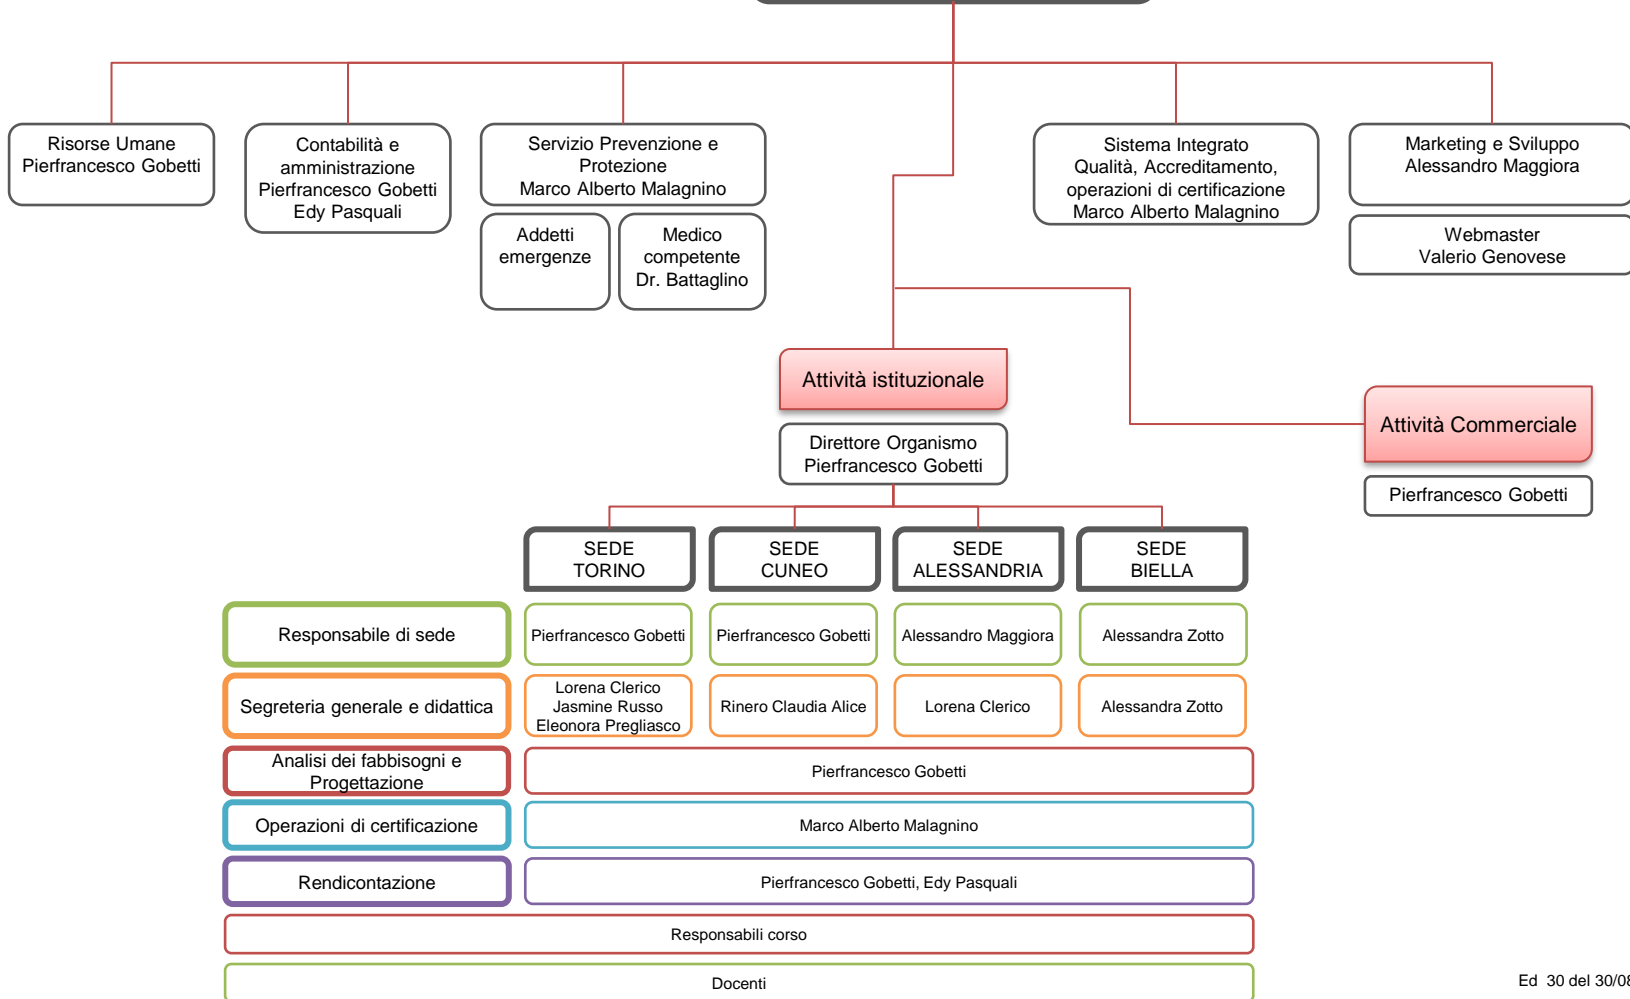 Risorse Umane
Pierfrancesco Gobetti
Contabilità e
amministrazione
Pierfrancesco Gobetti
Edy Pasquali
Servizio Prevenzione e
Protezione
Marco Alberto Malagnino
Addetti
emergenze
Medico
competente
Dr. Battaglino
Sistema Integrato
Qualità, Accreditamento,
operazioni di certificazione
Marco Alberto Malagnino
Marketing e Sviluppo
Alessandro Maggiora
Webmaster
Valerio Genovese
Attività istituzionale
Direttore Organismo
Pierfrancesco Gobetti
Attività Commerciale
Pierfrancesco Gobetti
SEDE
TORINO
SEDE
CUNEO
SEDE
ALESSANDRIA
SEDE
BIELLA
Responsabile di sede
Pierfrancesco Gobetti
Pierfrancesco Gobetti
Alessandro Maggiora
Alessandra Zotto
Segreteria generale e didattica
Lorena Clerico
Jasmine Russo
Eleonora Pregliasco
Rinero Claudia Alice
Lorena Clerico
Alessandra Zotto
Analisi dei fabbisogni e
Progettazione
Pierfrancesco Gobetti
Operazioni di certificazione
Marco Alberto Malagnino
Rendicontazione
Pierfrancesco Gobetti, Edy Pasquali
Responsabili corso
Docenti
Ed 30 del 30/08